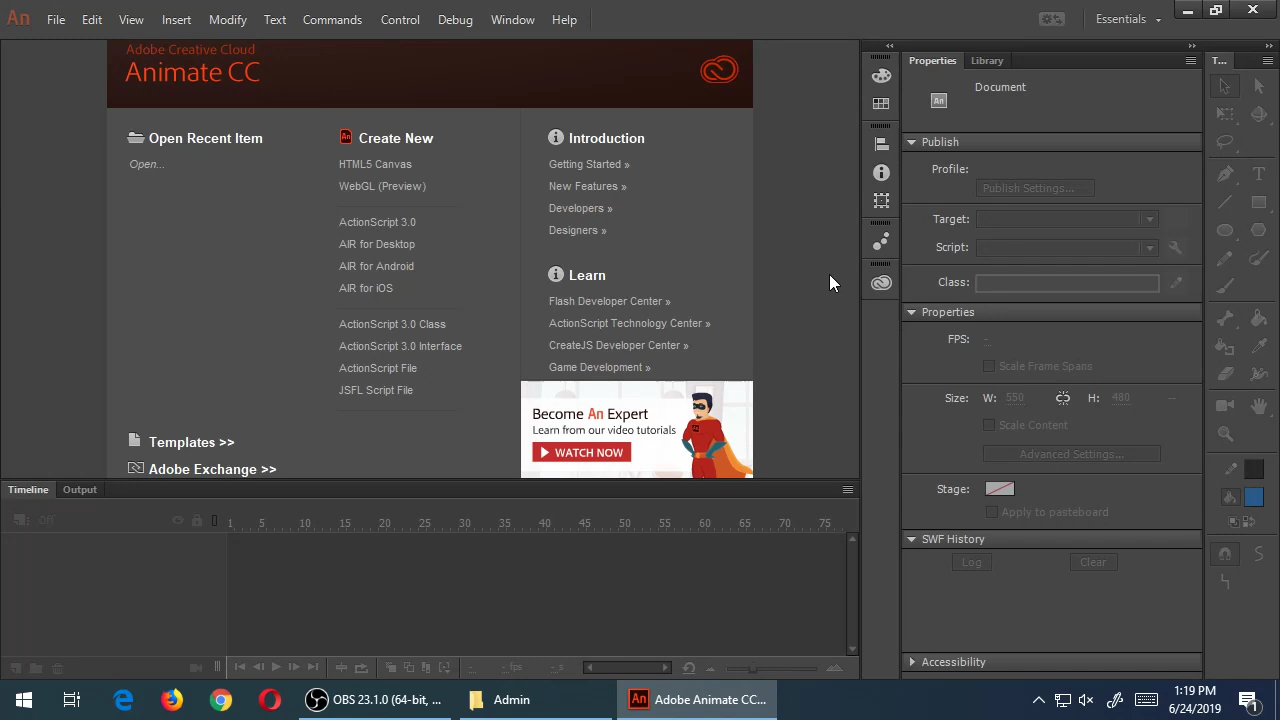 An File Edit View Insert Modify Text Commands Control Debug Window Help Essentials
Adobe Creative Cloud
Animate CC
Open Recent Item
Open...
Templates >>
Adobe Exchange >>
Create New
HTML5 Canvas
WebGL (Preview)
ActionScript 3.0
AIR for Desktop
AIR for Android
AIR for iOS
ActionScript 3.0 Class
ActionScript 3.0 Interface
ActionScript File
JSFL Script File
Introduction
Getting Started »
New Features »
Developers »
Designers »
Learn
Flash Developer Center »
ActionScript Technology Center »
CreateJS Developer Center »
Game Development »
Become An Expert
Learn from our video tutorials
WATCH NOW
Properties Library
An Document
Publish
Profile:
Publish Settings...
Target:
Script:
Class:
Properties
FPS: -
Scale Frame Spans
Size: W: 550 H: 480 --
Scale Content
Advanced Settings...
Stage:
Apply to pasteboard
SWF History
Log Clear
Accessibility
T...
Timeline Output
Off 1 5 10 15 20 25 30 35 40 45 50 55 60 65 70 75
-- -- fps -- s
OBS 23.1.0 (64-bit, ... Admin An Adobe Animate CC...
1:19 PM
6/24/2019
1